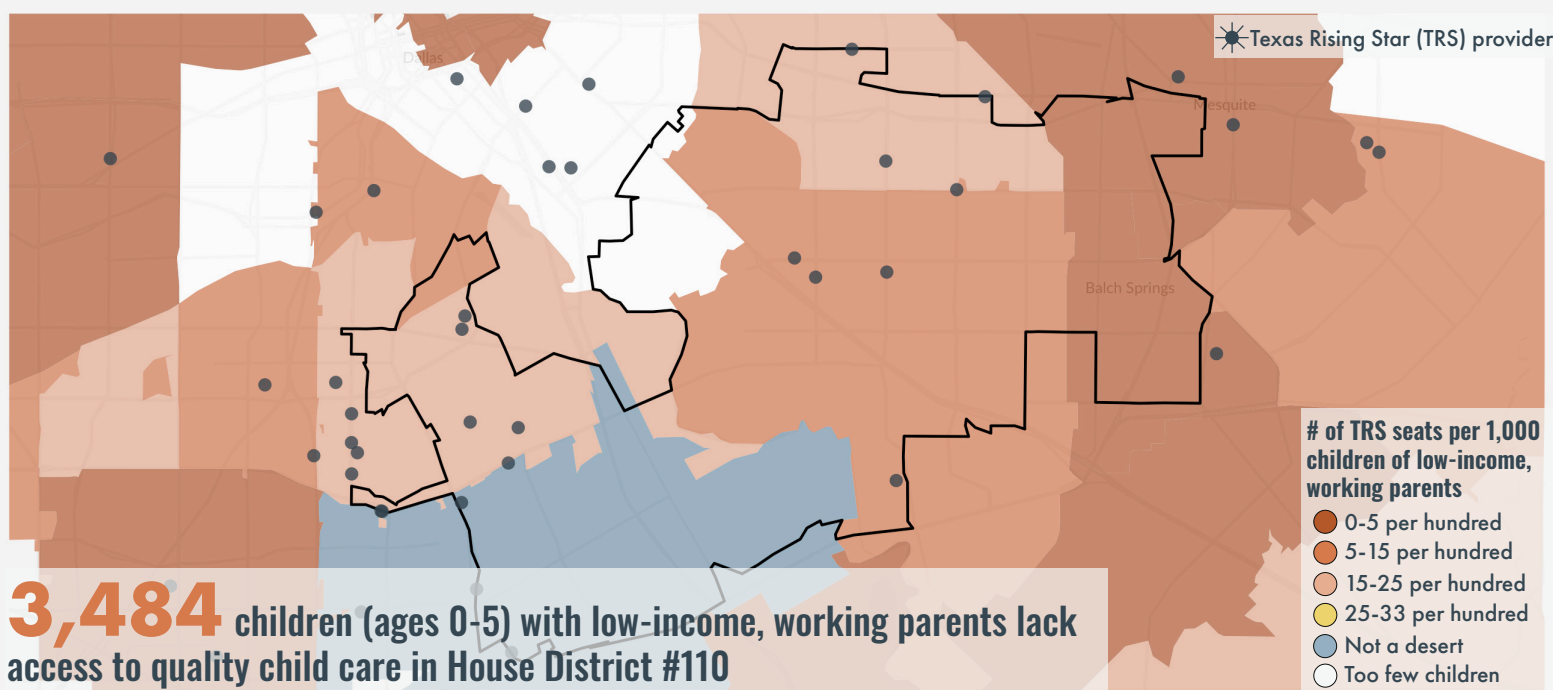 Texas Rising Star (TRS) provider
Dallas
Mesquite
Balch Springs
# of TRS seats per 1,000
children of low-income,
working parents
0-5 per hundred
5-15 per hundred
15-25 per hundred
25-33 per hundred
Not a desert
Too few children
3,484 children (ages 0-5) with low-income, working parents lack
access to quality child care in House District #110